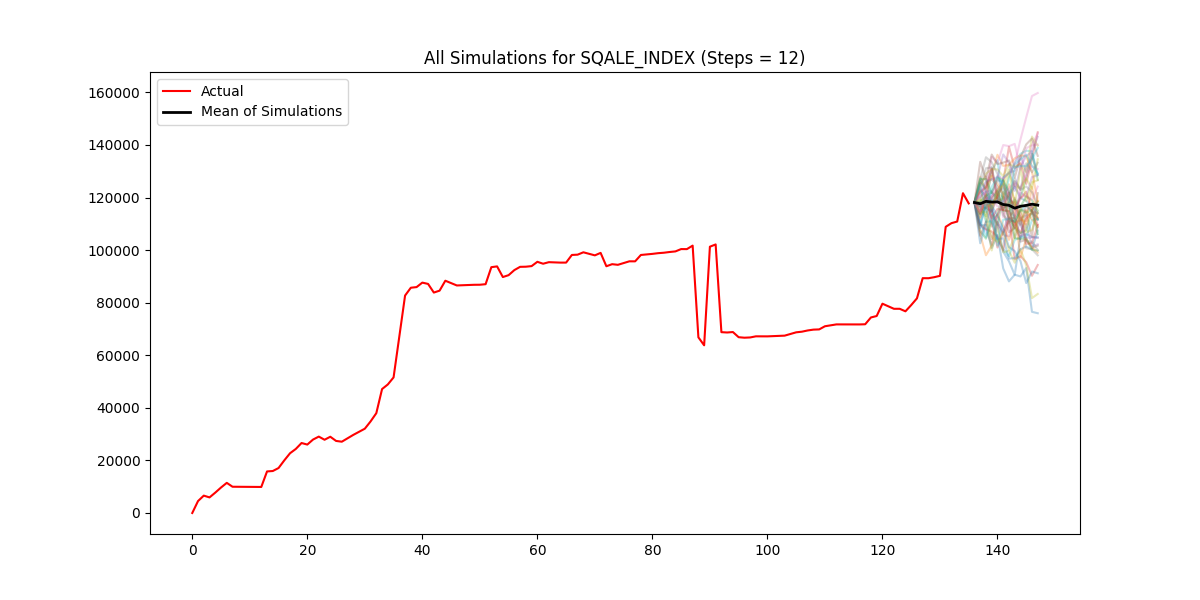 All Simulations for SQALE_INDEX (Steps = 12)
Actual
Mean of Simulations
160000
140000
120000
100000
80000
60000
40000
20000
0
0 20 40 60 80 100 120 140